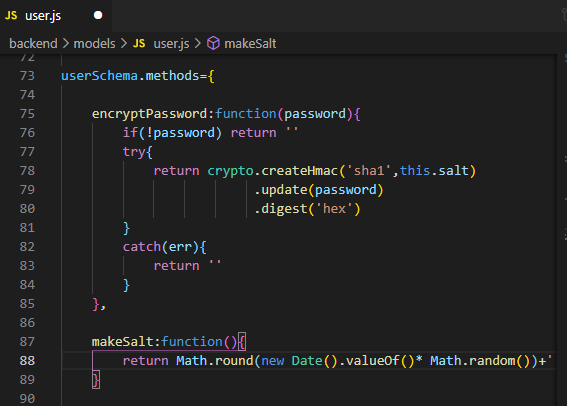 JS user.js
backend > models > JS user.js > makeSalt
72
73 userSchema.methods={
74
75 encryptPassword:function(password){
76 if(!password) return ''
77 try{
78 return crypto.createHmac('sha1',this.salt)
79 .update(password)
80 .digest('hex')
81 }
82 catch(err){
83 return ''
84 }
85 },
86
87 makeSalt:function(){
88 return Math.round(new Date().valueOf()* Math.random())+'
89 }
90